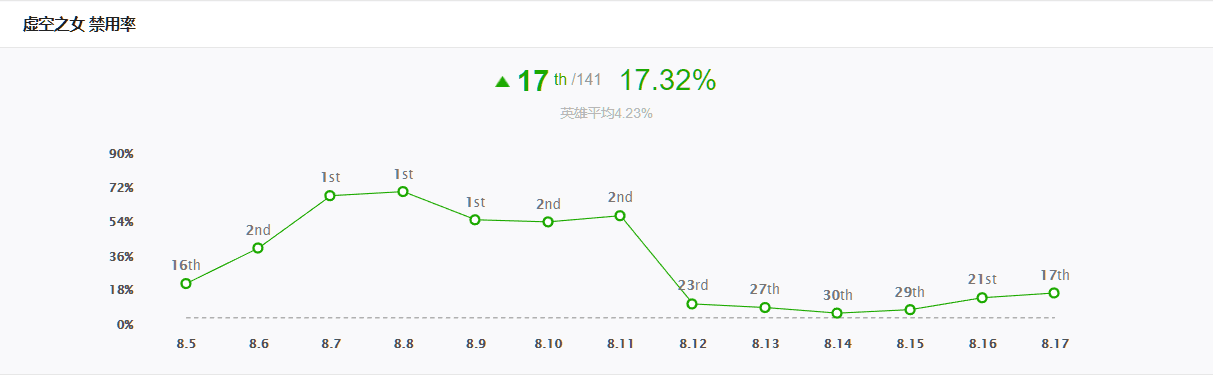 虚空之女 禁用率
17 th /141 17.32%
英雄平均4.23%
90%
72%
54%
36%
18%
0%
16th
2nd
1st
1st
1st
2nd
2nd
23rd
27th
30th
29th
21st
17th
8.5 8.6 8.7 8.8 8.9 8.10 8.11 8.12 8.13 8.14 8.15 8.16 8.17